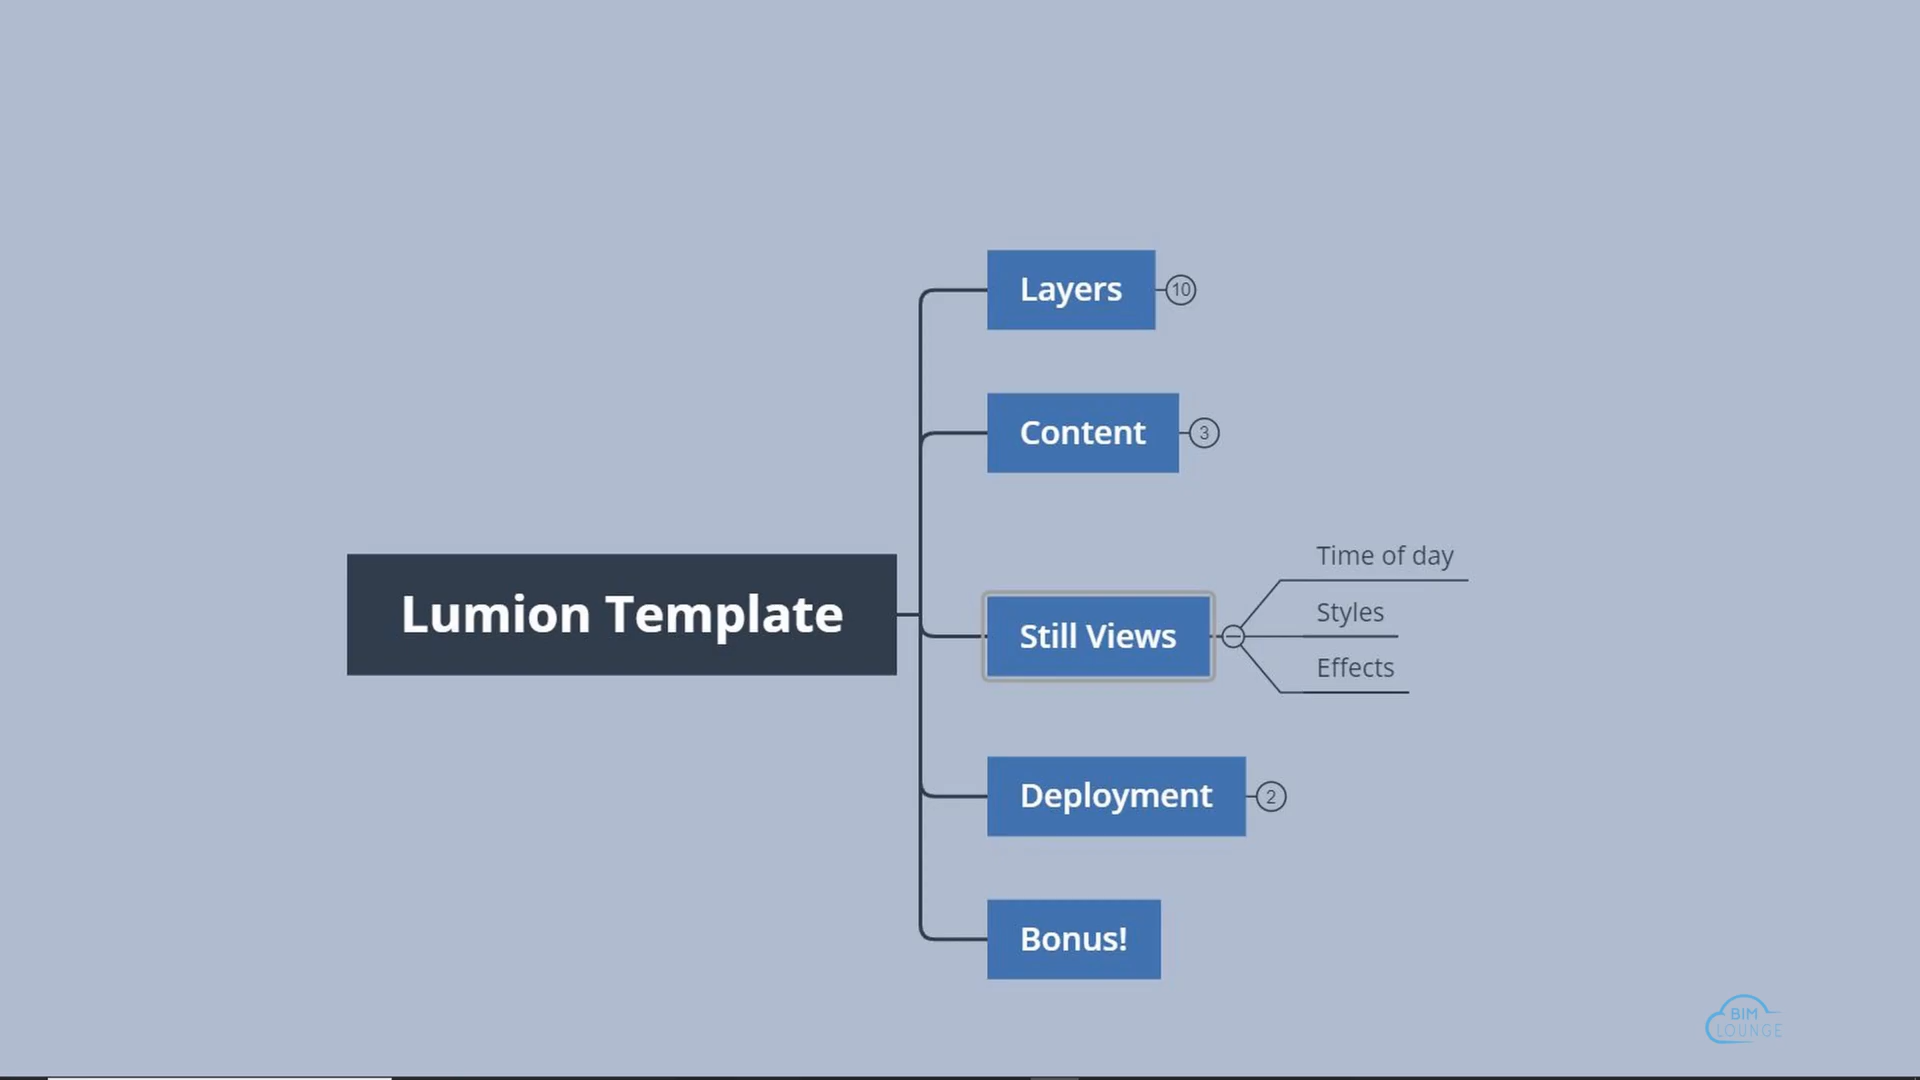 Layers
10
Content
3
Lumion Template
Still Views
Time of day
Styles
Effects
Deployment
2
Bonus!
BIM
LOUNGE